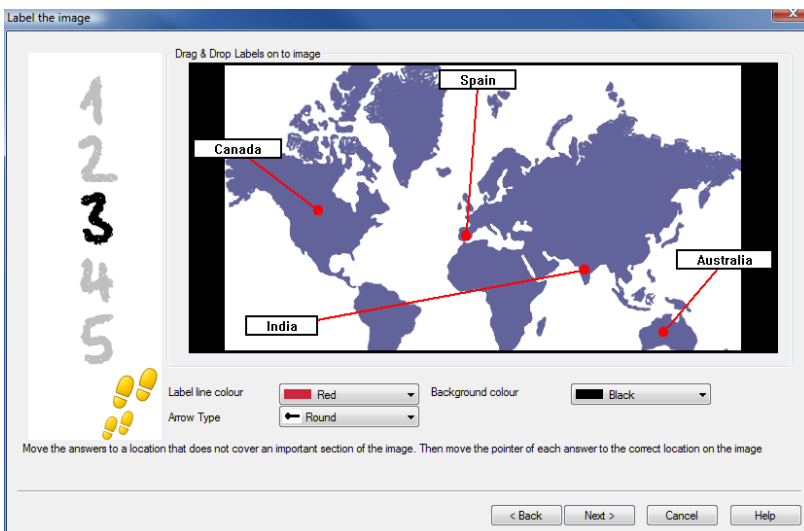 Label the image
Drag & Drop Labels on to image
1
2
3
4
5
Spain
Canada
Australia
India
Label line colour
Red
Background colour
Black
Arrow Type
Round
Move the answers to a location that does not cover an important section of the image. Then move the pointer of each answer to the correct location on the image
< Back
Next >
Cancel
Help